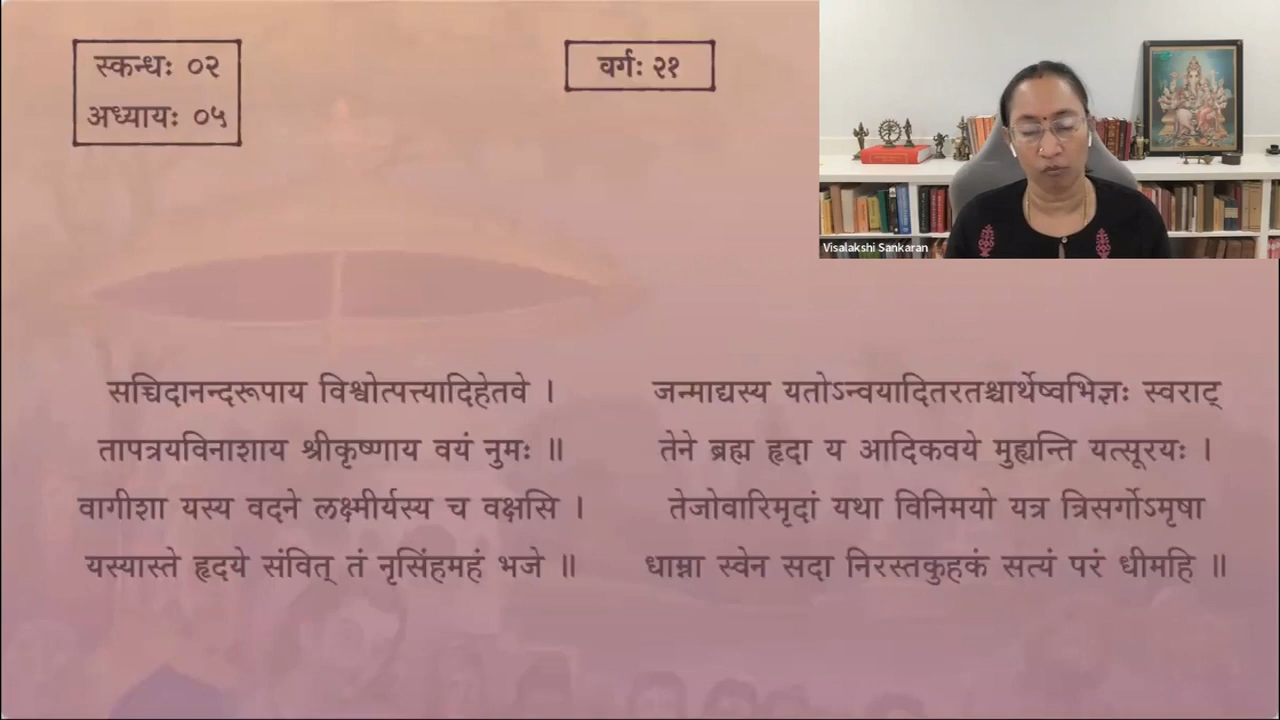 स्कन्धः ०२
अध्यायः ०५
वर्गः २१
Visalakshi Sankaran
सच्चिदानन्दरूपाय विश्वोत्पत्त्यादिहेतवे ।
तापत्रयविनाशाय श्रीकृष्णाय वयं नुमः ॥
वागीशा यस्य वदने लक्ष्मीर्यस्य च वक्षसि ।
यस्यास्ते हृदये संवित् तं नृसिंहमहं भजे ॥
जन्माद्यस्य यतोऽन्वयादितरतश्चार्थेष्वभिज्ञः स्वराट्
तेने ब्रह्म हृदा य आदिकवये मुह्यन्ति यत्सूरयः ।
तेजोवारिमृदां यथा विनिमयो यत्र त्रिसर्गोऽमृषा
धाम्ना स्वेन सदा निरस्तकुहकं सत्यं परं धीमहि ॥